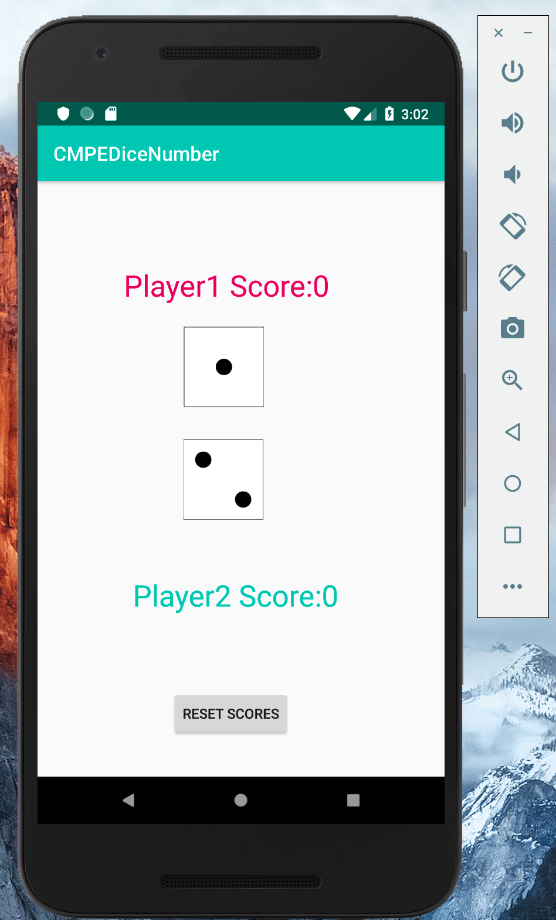 3:02
CMPEDiceNumber
Player1 Score:0
Player2 Score:0
RESET SCORES